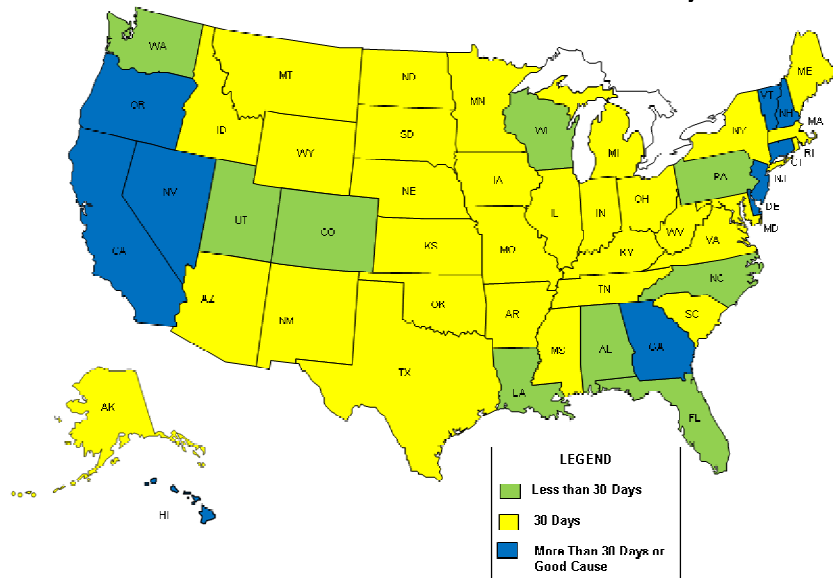 WA
MT
ND
MN
ME
OR
ID
SD
WI
VT
NH
MA
NY
MI
RI
CT
WY
NV
UT
CO
NE
IA
IL
IN
OH
PA
NJ
DE
MD
CA
KS
MO
KY
WV
VA
AZ
NM
OK
AR
TN
NC
SC
TX
MS
AL
GA
LA
FL
AK
HI
LEGEND
Less than 30 Days
30 Days
More Than 30 Days or
Good Cause